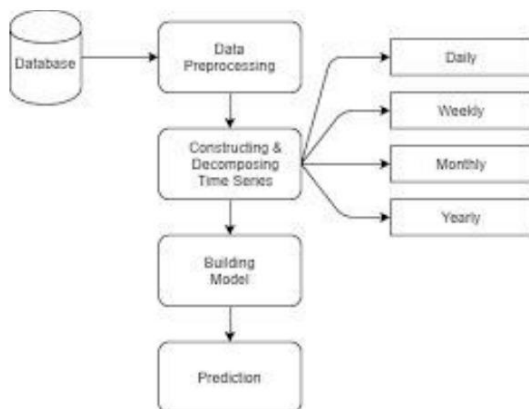 Database
Data
Preprocessing
Daily
Weekly
Constructing &
Decomposing
Time Series
Monthly
Yearly
Building
Model
Prediction